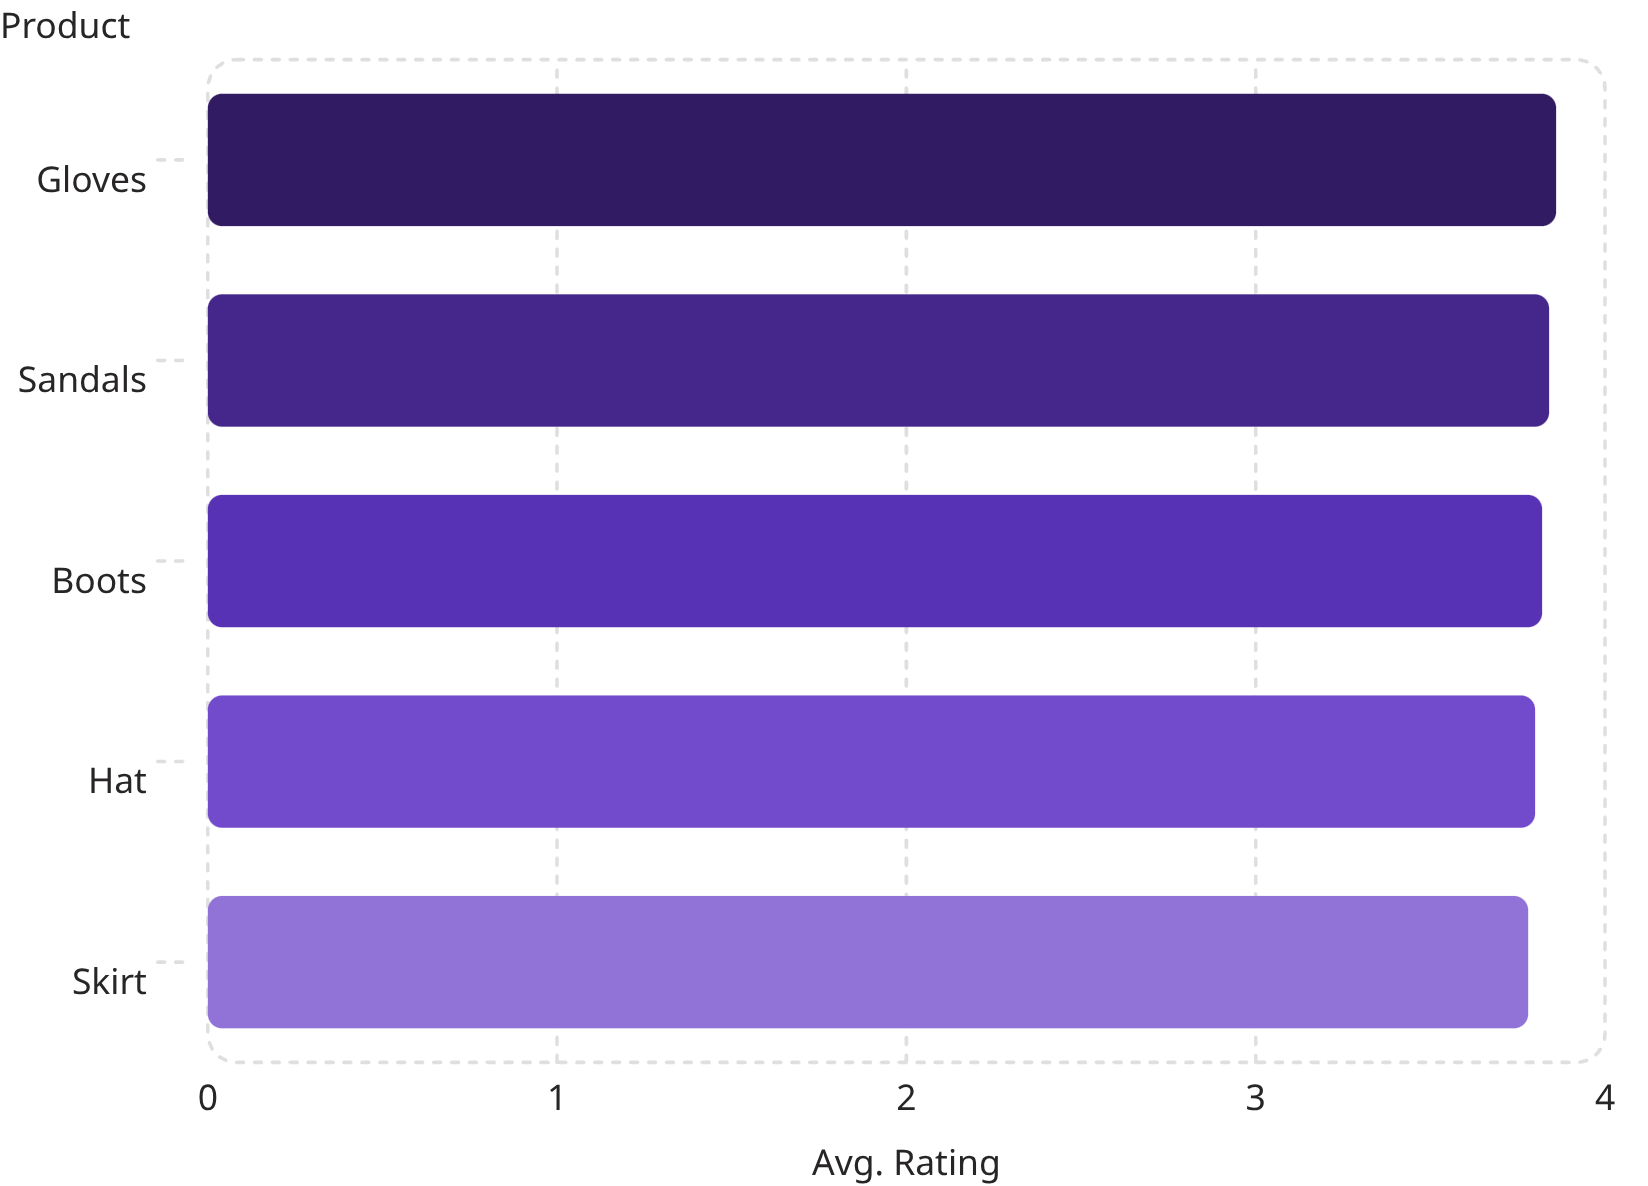 Product
Gloves
Sandals
Boots
Hat
Skirt
0 1 2 3 4
Avg. Rating